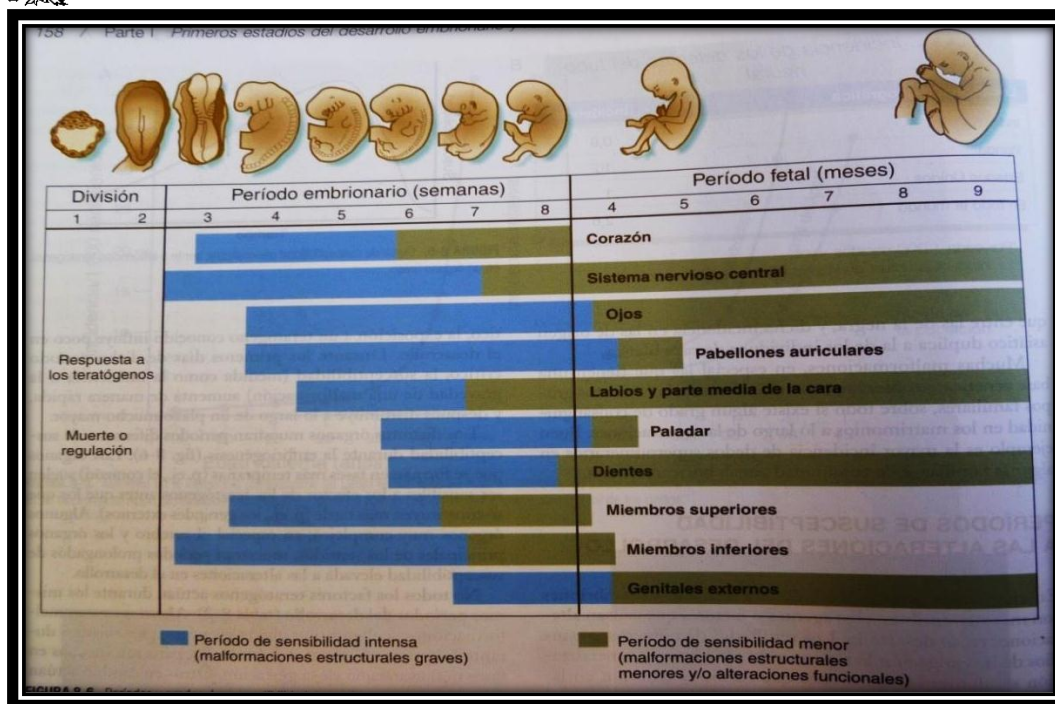 158 / Parte I Primeros estadios del desarrollo embrionario y
División
Período embrionario (semanas)
Período fetal (meses)
1 2 3 4 5 6 7 8 4 5 6 7 8 9
Corazón
Sistema nervioso central
Ojos
Respuesta a
los teratógenos
Pabellones auriculares
Labios y parte media de la cara
Muerte o
regulación
Paladar
Dientes
Miembros superiores
Miembros inferiores
Genitales externos
Período de sensibilidad intensa
(malformaciones estructurales graves)
Período de sensibilidad menor
(malformaciones estructurales
menores y/o alteraciones funcionales)
FIGURA 8-6